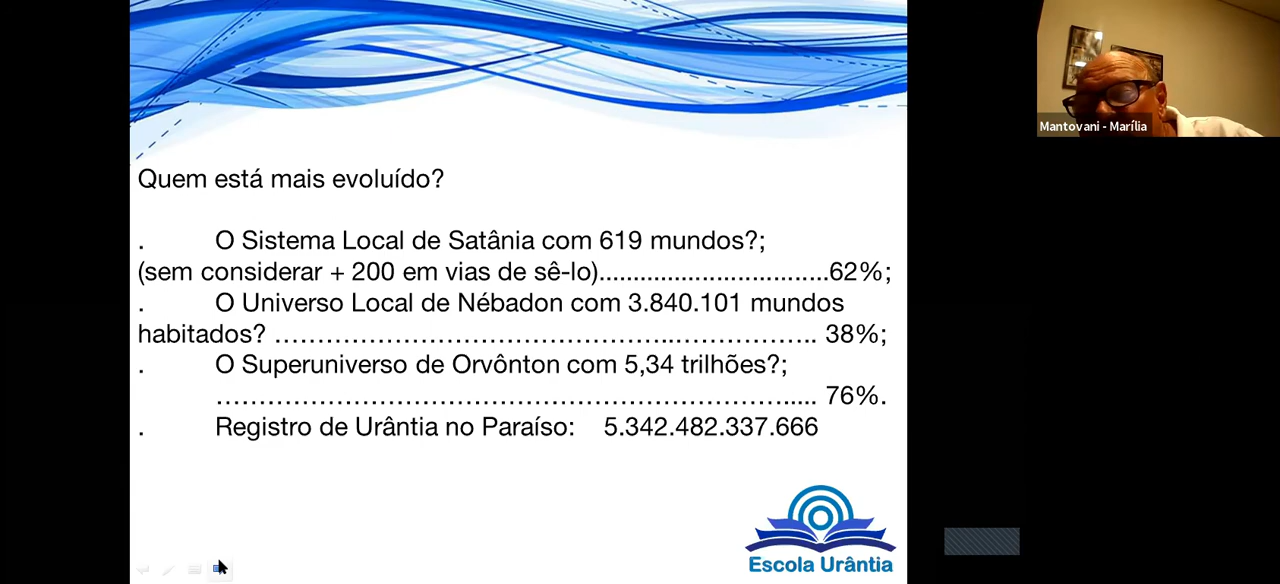 Quem está mais evoluído?
. O Sistema Local de Satânia com 619 mundos?;
(sem considerar + 200 em vias de sê-lo)..................................62%;
. O Universo Local de Nébadon com 3.840.101 mundos
habitados? ……………………………………….…………….. 38%;
. O Superuniverso de Orvônton com 5,34 trilhões?;
……………………………………………………………..... 76%.
. Registro de Urântia no Paraíso: 5.342.482.337.666
Escola Urântia
Mantovani - Marília